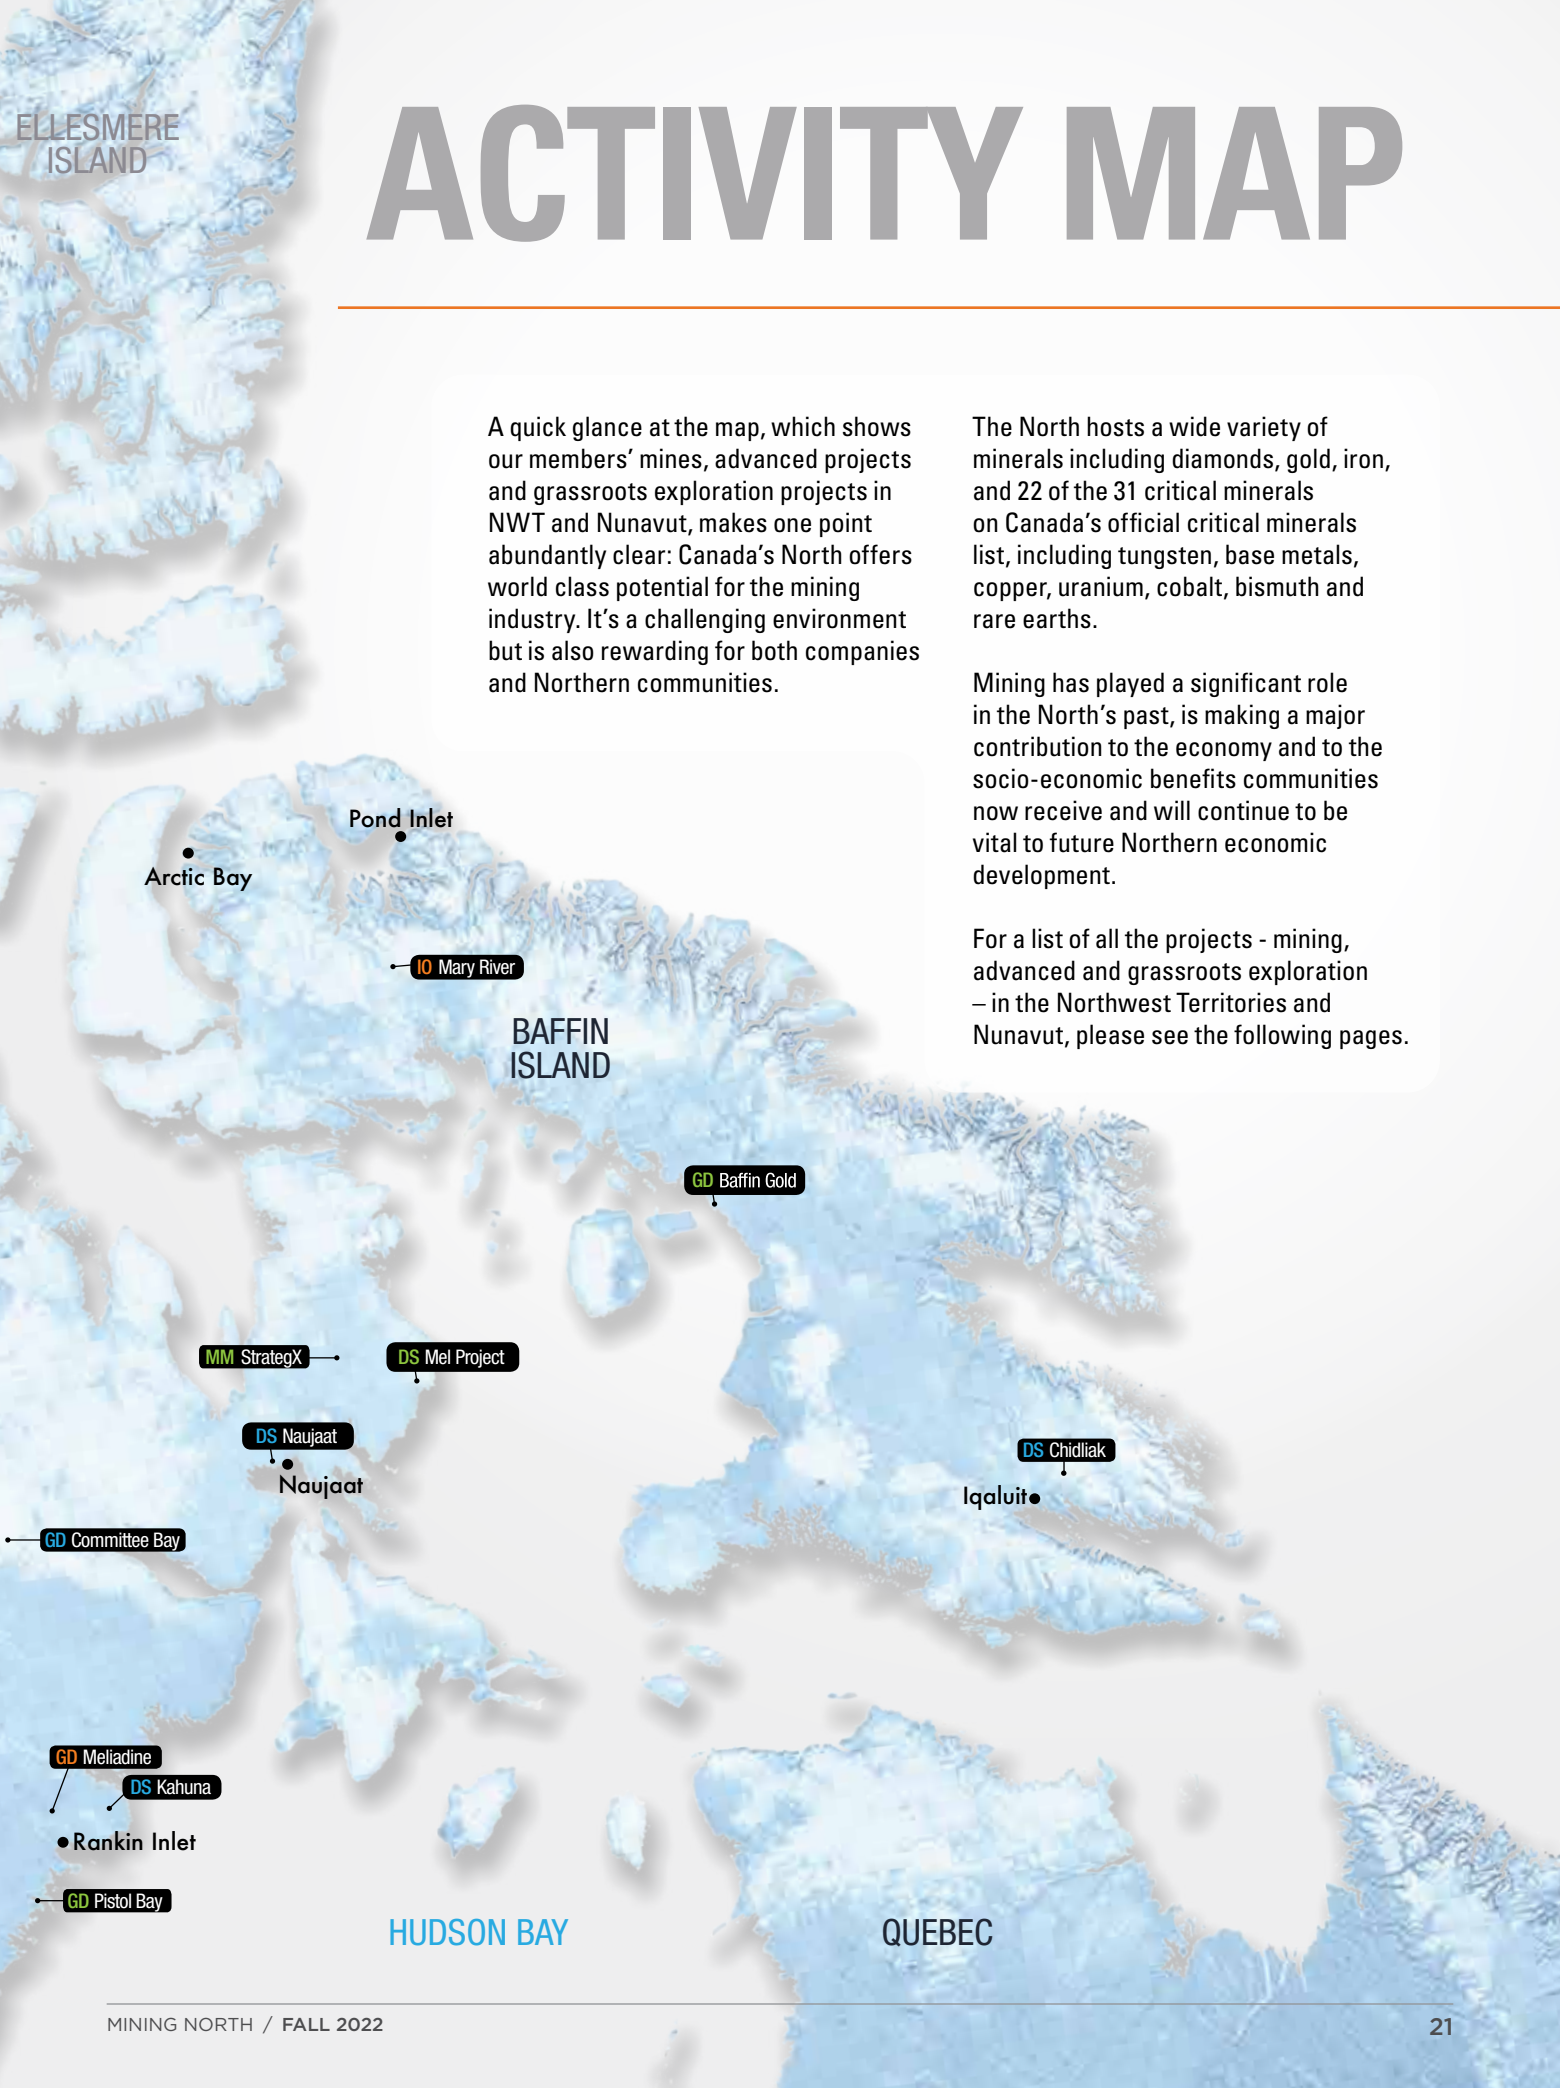 ELLESMERE
ISLAND
ACTIVITY MAP
A quick glance at the map, which shows
our members’ mines, advanced projects
and grassroots exploration projects in
NWT and Nunavut, makes one point
abundantly clear: Canada’s North offers
world class potential for the mining
industry. It’s a challenging environment
but is also rewarding for both companies
and Northern communities.
The North hosts a wide variety of
minerals including diamonds, gold, iron,
and 22 of the 31 critical minerals
on Canada’s official critical minerals
list, including tungsten, base metals,
copper, uranium, cobalt, bismuth and
rare earths.
Mining has played a significant role
in the North’s past, is making a major
contribution to the economy and to the
socio-economic benefits communities
now receive and will continue to be
vital to future Northern economic
development.
For a list of all the projects - mining,
advanced and grassroots exploration
– in the Northwest Territories and
Nunavut, please see the following pages.
Pond Inlet
Arctic Bay
IO Mary River
BAFFIN
ISLAND
GD Baffin Gold
MM StrategX
DS Mel Project
DS Naujaat
Naujaat
DS Chidliak
Iqaluit
GD Committee Bay
GD Meliadine
DS Kahuna
Rankin Inlet
GD Pistol Bay
HUDSON BAY
QUEBEC
MINING NORTH / FALL 2022
21